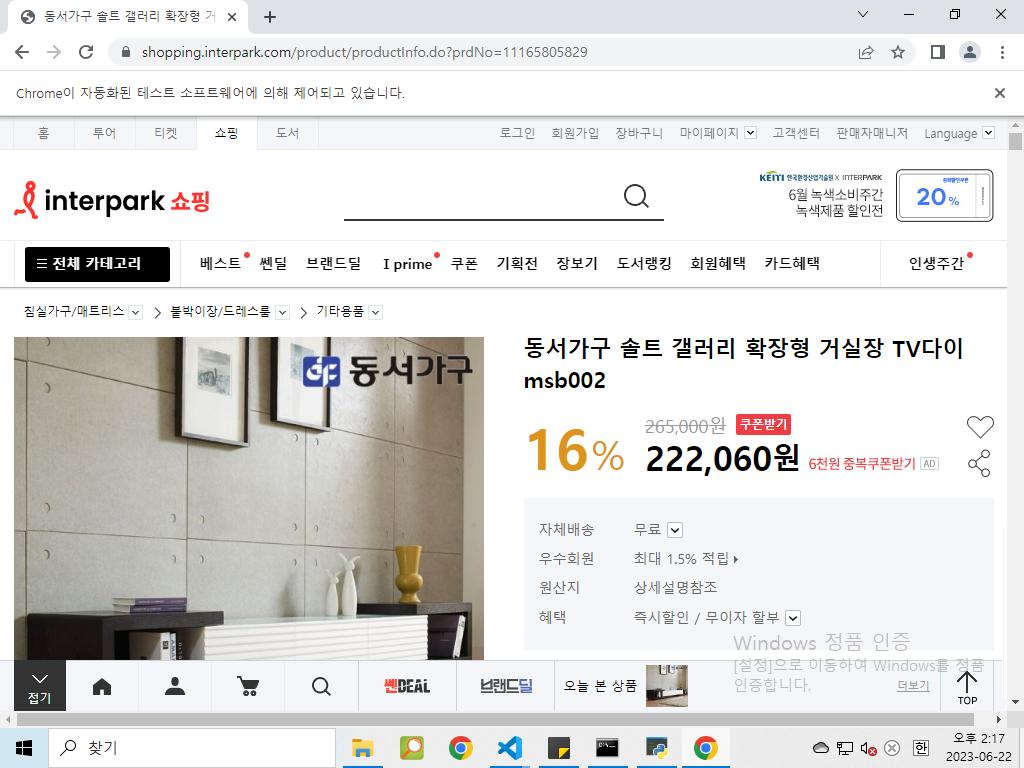 동서가구 솔트 갤러리 확장형 거
shopping.interpark.com/product/productInfo.do?prdNo=11165805829
Chrome이 자동화된 테스트 소프트웨어에 의해 제어되고 있습니다.
홈 투어 티켓 쇼핑 도서 로그인 회원가입 장바구니 마이페이지 고객센터 판매자매니저 Language
interpark 쇼핑
KEITI 한국환경산업기술원 X INTERPARK
6월 녹색소비주간
녹색제품 할인전
중복할인쿠폰
20%
전체 카테고리 베스트 쎈딜 브랜드딜 I prime 쿠폰 기획전 장보기 도서랭킹 회원혜택 카드혜택 인생주간
침실가구/매트리스 > 붙박이장/드레스룸 > 기타용품
동서가구
동서가구 솔트 갤러리 확장형 거실장 TV다이
msb002
16% 265,000원 쿠폰받기
222,060원 6천원 중복쿠폰받기 AD
자체배송 무료
우수회원 최대 1.5% 적립
원산지 상세설명참조
혜택 즉시할인 / 무이자 할부
Windows 정품 인증
[설정]으로 이동하여 Windows를 정품
인증합니다.
접기 쎈DEAL 브랜드딜 오늘 본 상품 더보기 TOP
찾기
한
오후 2:17
2023-06-22